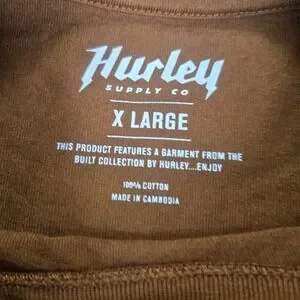 Hurley
SUPPLY CO
X LARGE
THIS PRODUCT FEATURES A GARMENT FROM THE
BUILT COLLECTION BY HURLEY....ENJOY
100% COTTON
MADE IN CAMBODIA